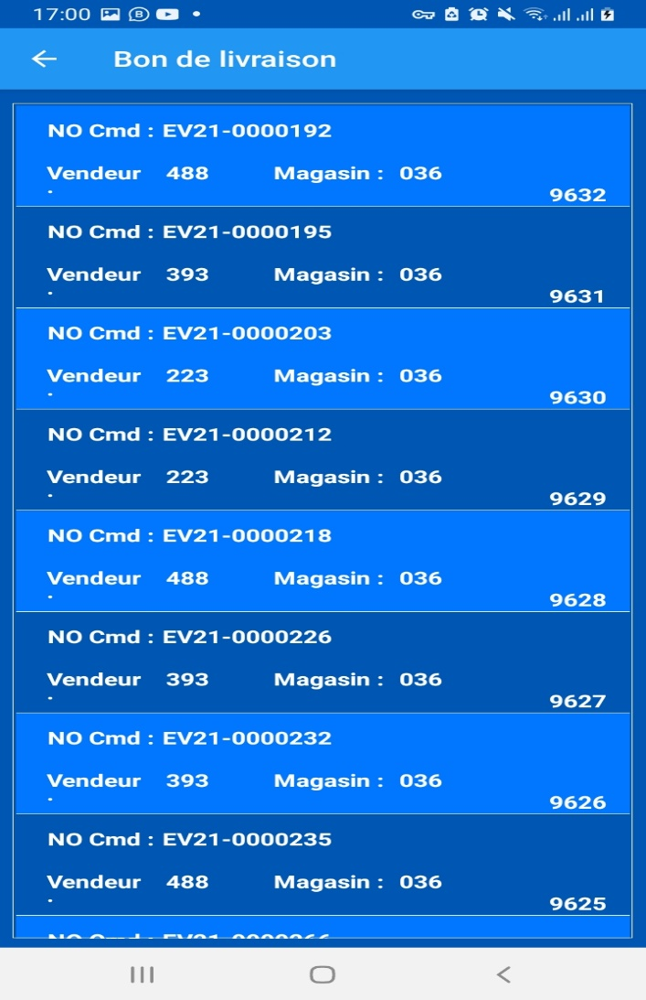 17:00
Bon de livraison
NO Cmd : EV21-0000192
Vendeur : 488 Magasin : 036
9632
NO Cmd : EV21-0000195
Vendeur : 393 Magasin : 036
9631
NO Cmd : EV21-0000203
Vendeur : 223 Magasin : 036
9630
NO Cmd : EV21-0000212
Vendeur : 223 Magasin : 036
9629
NO Cmd : EV21-0000218
Vendeur : 488 Magasin : 036
9628
NO Cmd : EV21-0000226
Vendeur : 393 Magasin : 036
9627
NO Cmd : EV21-0000232
Vendeur : 393 Magasin : 036
9626
NO Cmd : EV21-0000235
Vendeur : 488 Magasin : 036
9625
NO Cmd :